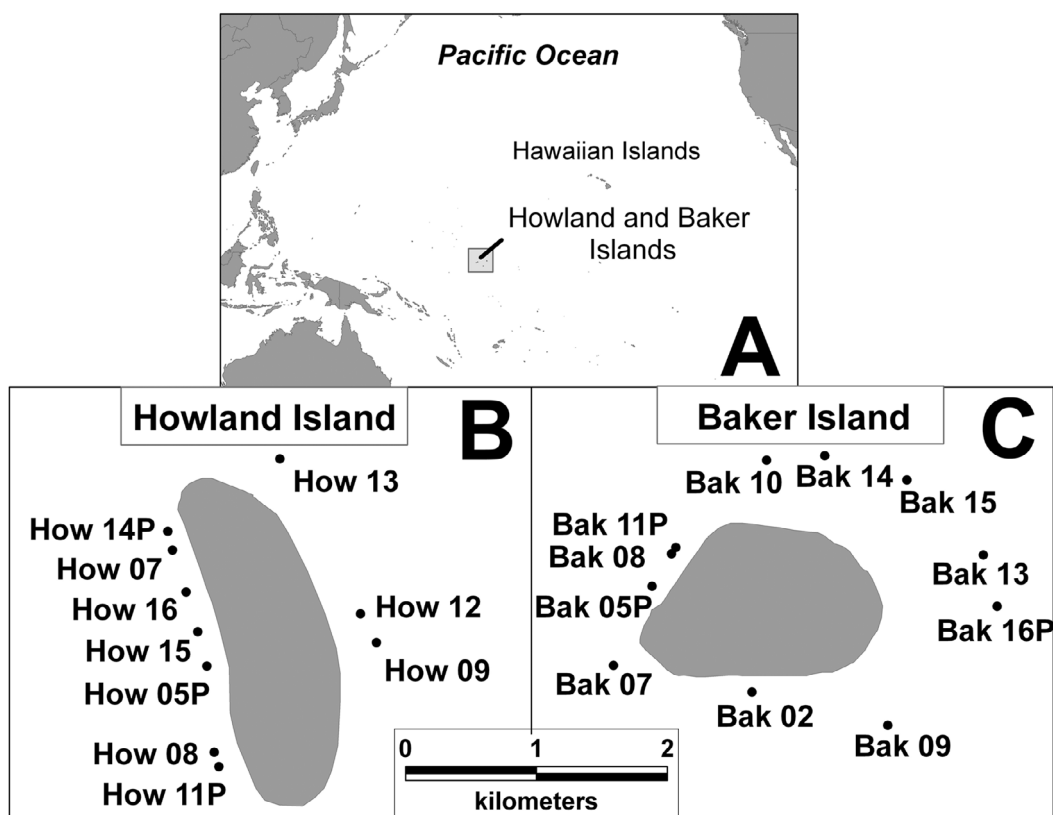 Pacific Ocean
Hawaiian Islands
Howland and Baker
Islands
A
Howland Island
B
How 13
How 14P
How 07
How 16
How 12
How 15
How 09
How 05P
How 08
How 11P
Baker Island
C
Bak 10
Bak 14
Bak 15
Bak 11P
Bak 08
Bak 13
Bak 05P
Bak 16P
Bak 07
Bak 02
Bak 09
0 1 2
kilometers